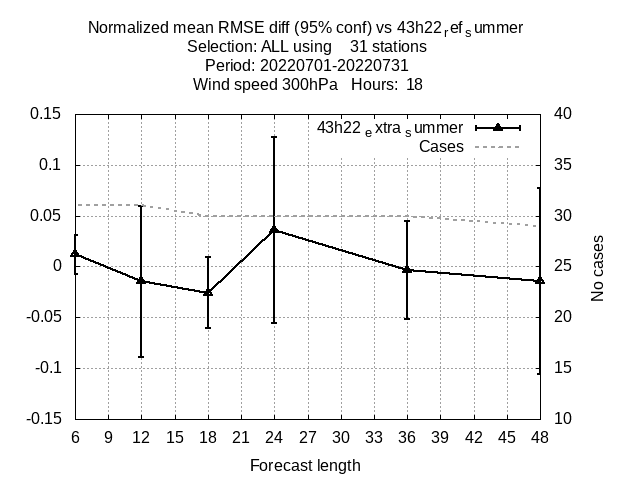 Normalized mean RMSE diff (95% conf) vs 43h22refsummer
Selection: ALL using 31 stations
Period: 20220701-20220731
Wind speed 300hPa Hours: 18
43h22extrasummer
Cases
0.15
0.1
0.05
0
-0.05
-0.1
-0.15
40
35
30
25
20
15
10
No cases
6 9 12 15 18 21 24 27 30 33 36 39 42 45 48
Forecast length